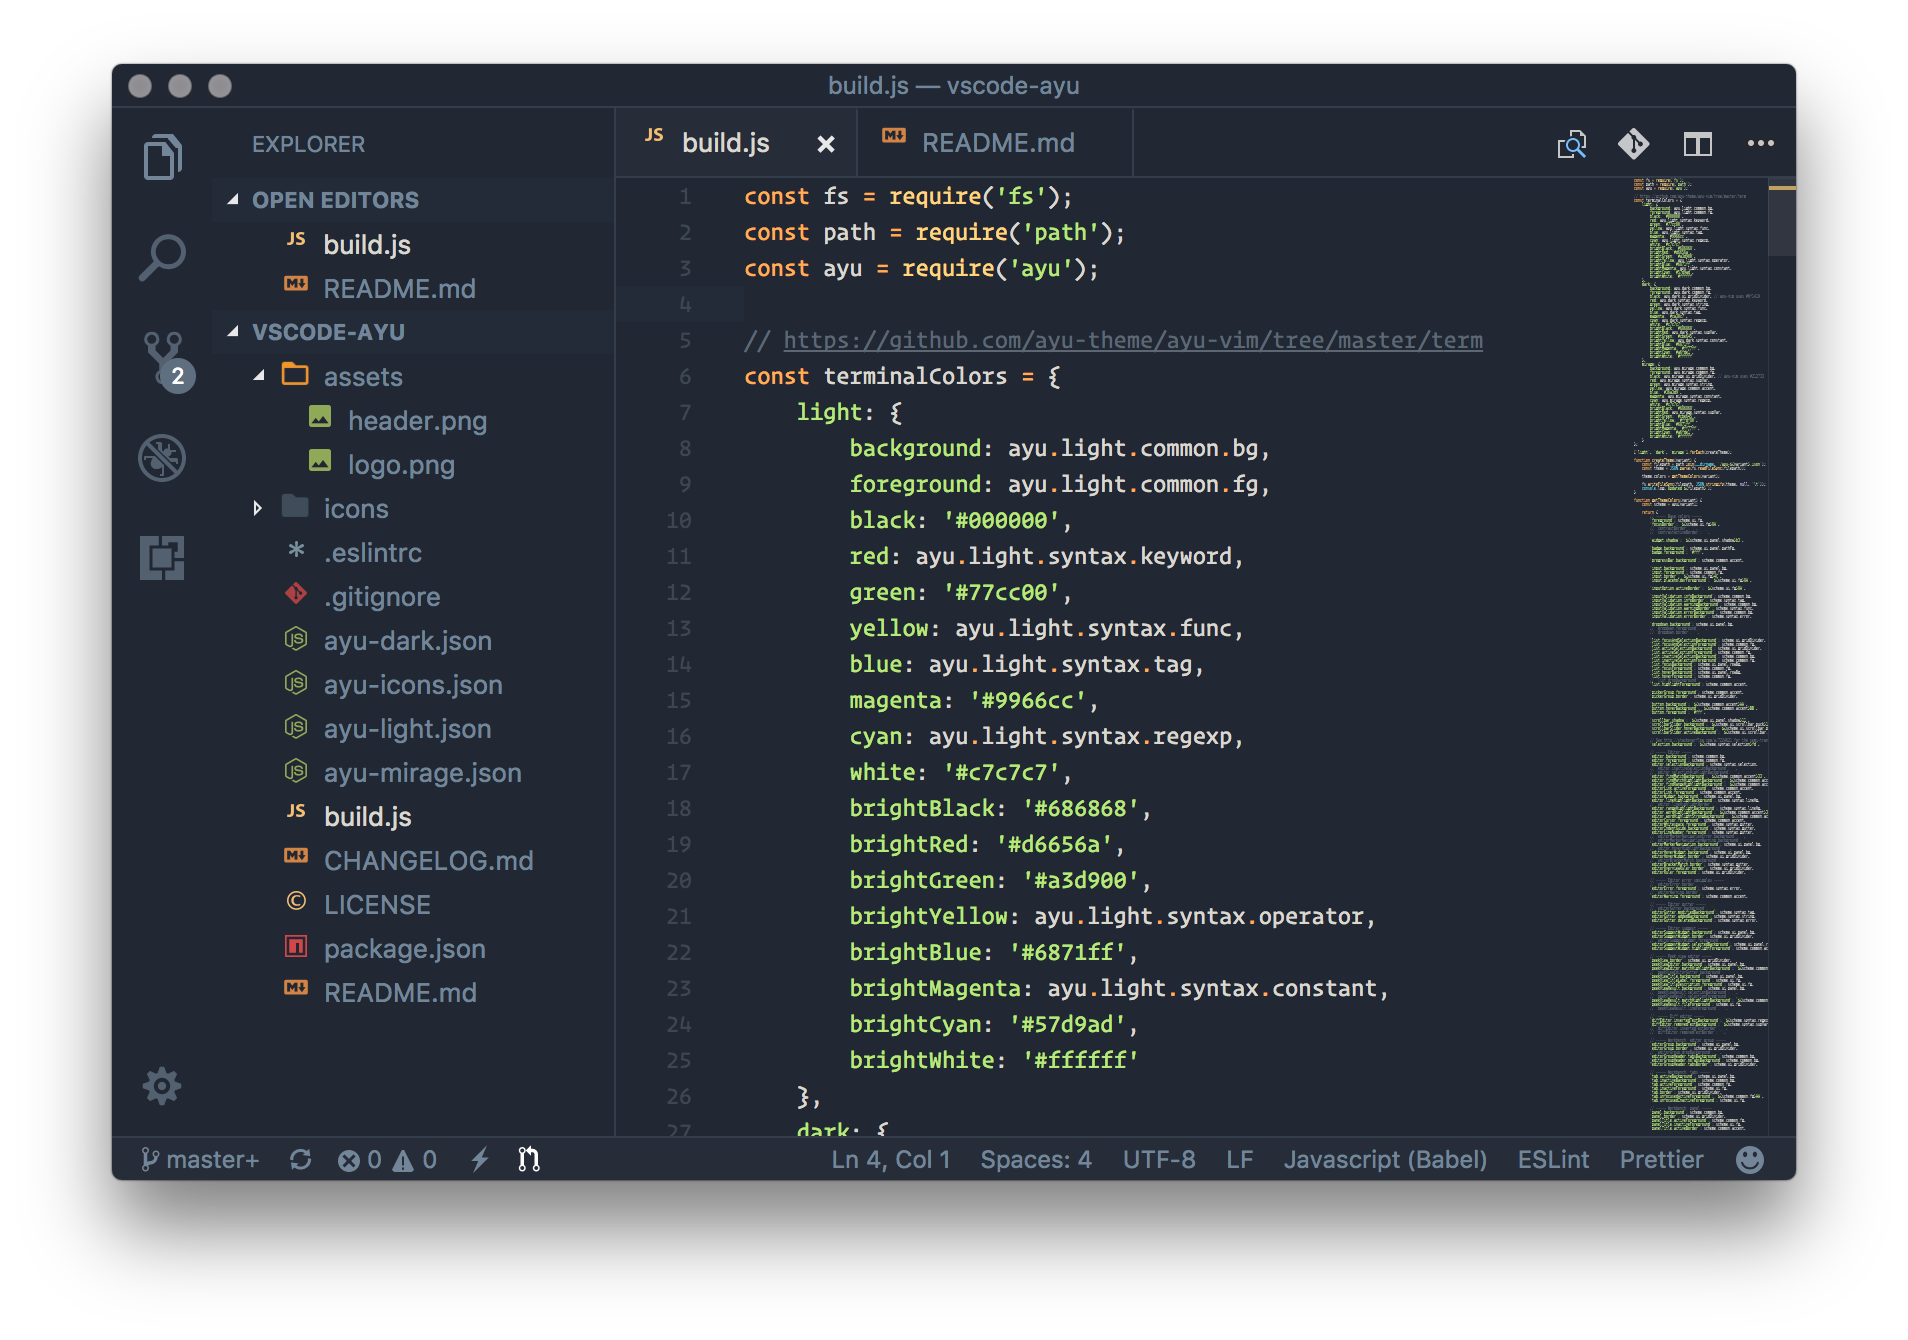 build.js — vscode-ayu
EXPLORER
OPEN EDITORS
JS build.js
M↓ README.md
VSCODE-AYU
assets
header.png
logo.png
icons
.eslintrc
.gitignore
ayu-dark.json
ayu-icons.json
ayu-light.json
ayu-mirage.json
JS build.js
M↓ CHANGELOG.md
© LICENSE
package.json
M↓ README.md
2
JS build.js
M↓ README.md
1 const fs = require('fs');
2 const path = require('path');
3 const ayu = require('ayu');
4
5 // https://github.com/ayu-theme/ayu-vim/tree/master/term
6 const terminalColors = {
7 light: {
8 background: ayu.light.common.bg,
9 foreground: ayu.light.common.fg,
10 black: '#000000',
11 red: ayu.light.syntax.keyword,
12 green: '#77cc00',
13 yellow: ayu.light.syntax.func,
14 blue: ayu.light.syntax.tag,
15 magenta: '#9966cc',
16 cyan: ayu.light.syntax.regexp,
17 white: '#c7c7c7',
18 brightBlack: '#686868',
19 brightRed: '#d6656a',
20 brightGreen: '#a3d900',
21 brightYellow: ayu.light.syntax.operator,
22 brightBlue: '#6871ff',
23 brightMagenta: ayu.light.syntax.constant,
24 brightCyan: '#57d9ad',
25 brightWhite: '#ffffff'
26 },
27 dark: {
master+ 0 0 Ln 4, Col 1 Spaces: 4 UTF-8 LF Javascript (Babel) ESLint Prettier